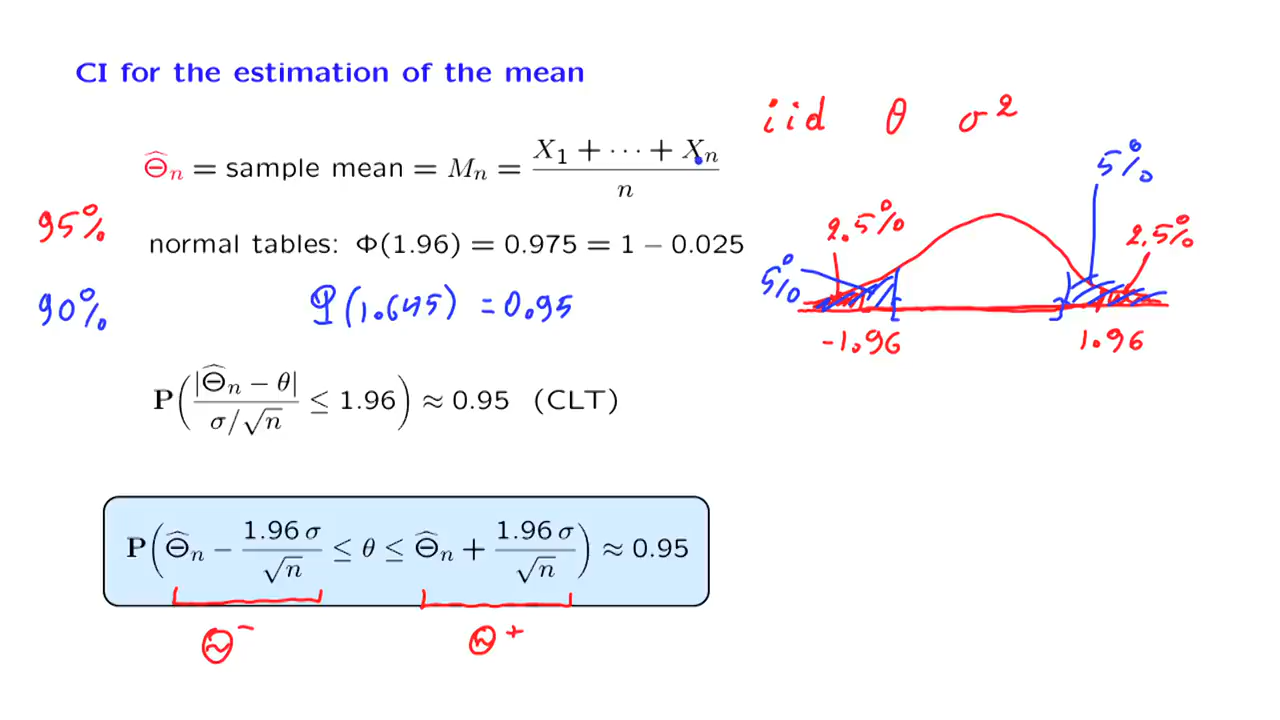 CI for the estimation of the mean
iid θ σ²
Θ̂ₙ = sample mean = Mₙ = (X₁ + ⋯ + Xₙ) / n
5%
95%
normal tables: Φ(1.96) = 0.975 = 1 − 0.025
2.5%
2.5%
5%
90%
Φ(1.645) = 0.95
-1.96
1.96
P(|Θ̂ₙ − θ| / (σ/√n) ≤ 1.96) ≈ 0.95 (CLT)
P(Θ̂ₙ − 1.96 σ/√n ≤ θ ≤ Θ̂ₙ + 1.96 σ/√n) ≈ 0.95
Θ⁻
Θ⁺